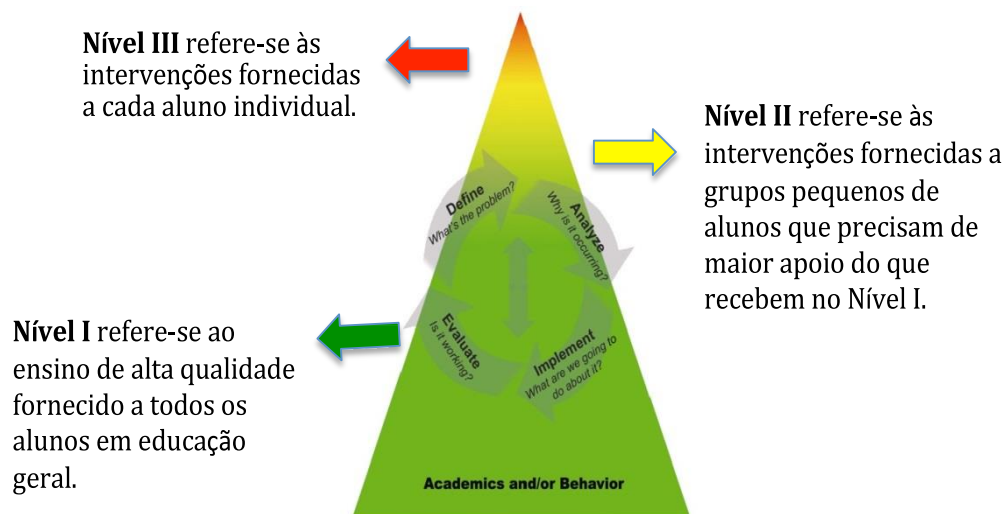 Nível III refere-se às
intervenções fornecidas
a cada aluno individual.
Nível II refere-se às
intervenções fornecidas a
grupos pequenos de
alunos que precisam de
maior apoio do que
recebem no Nível I.
Define
What's the problem?
Analyze
Why is it occurring?
Implement
What are we going to
do about it?
Evaluate
Is it working?
Nível I refere-se ao
ensino de alta qualidade
fornecido a todos os
alunos em educação
geral.
Academics and/or Behavior